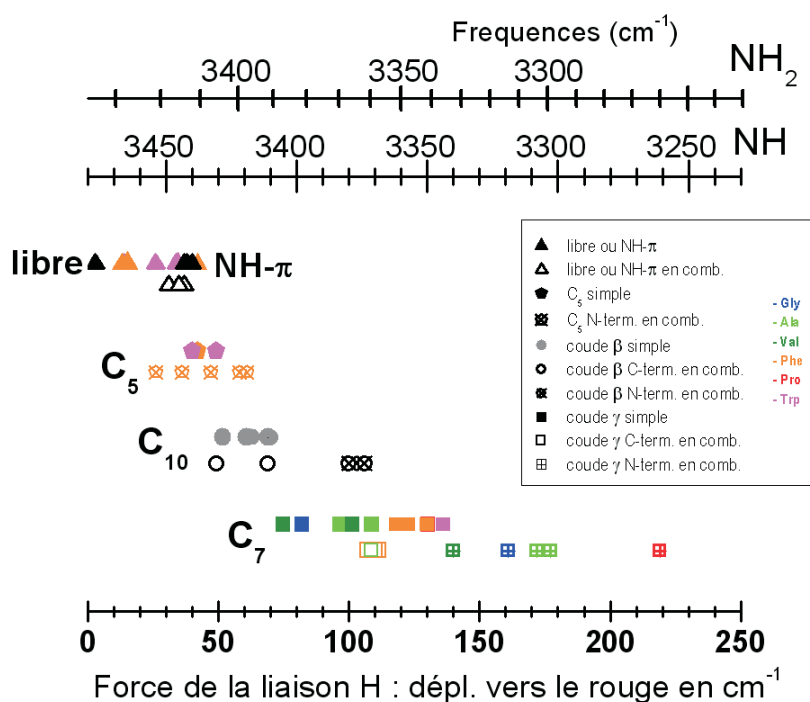 Frequences (cm⁻¹)
3400 3350 3300 NH₂
3450 3400 3350 3300 3250 NH
libre NH-π
C₅
C₁₀
C₇
libre ou NH-π
libre ou NH-π en comb.
C₅ simple
C₅ N-term. en comb.
coude β simple
coude β C-term. en comb.
coude β N-term. en comb.
coude γ simple
coude γ C-term. en comb.
coude γ N-term. en comb.
- Gly
- Ala
- Val
- Phe
- Pro
- Trp
0 50 100 150 200 250
Force de la liaison H : dépl. vers le rouge en cm⁻¹